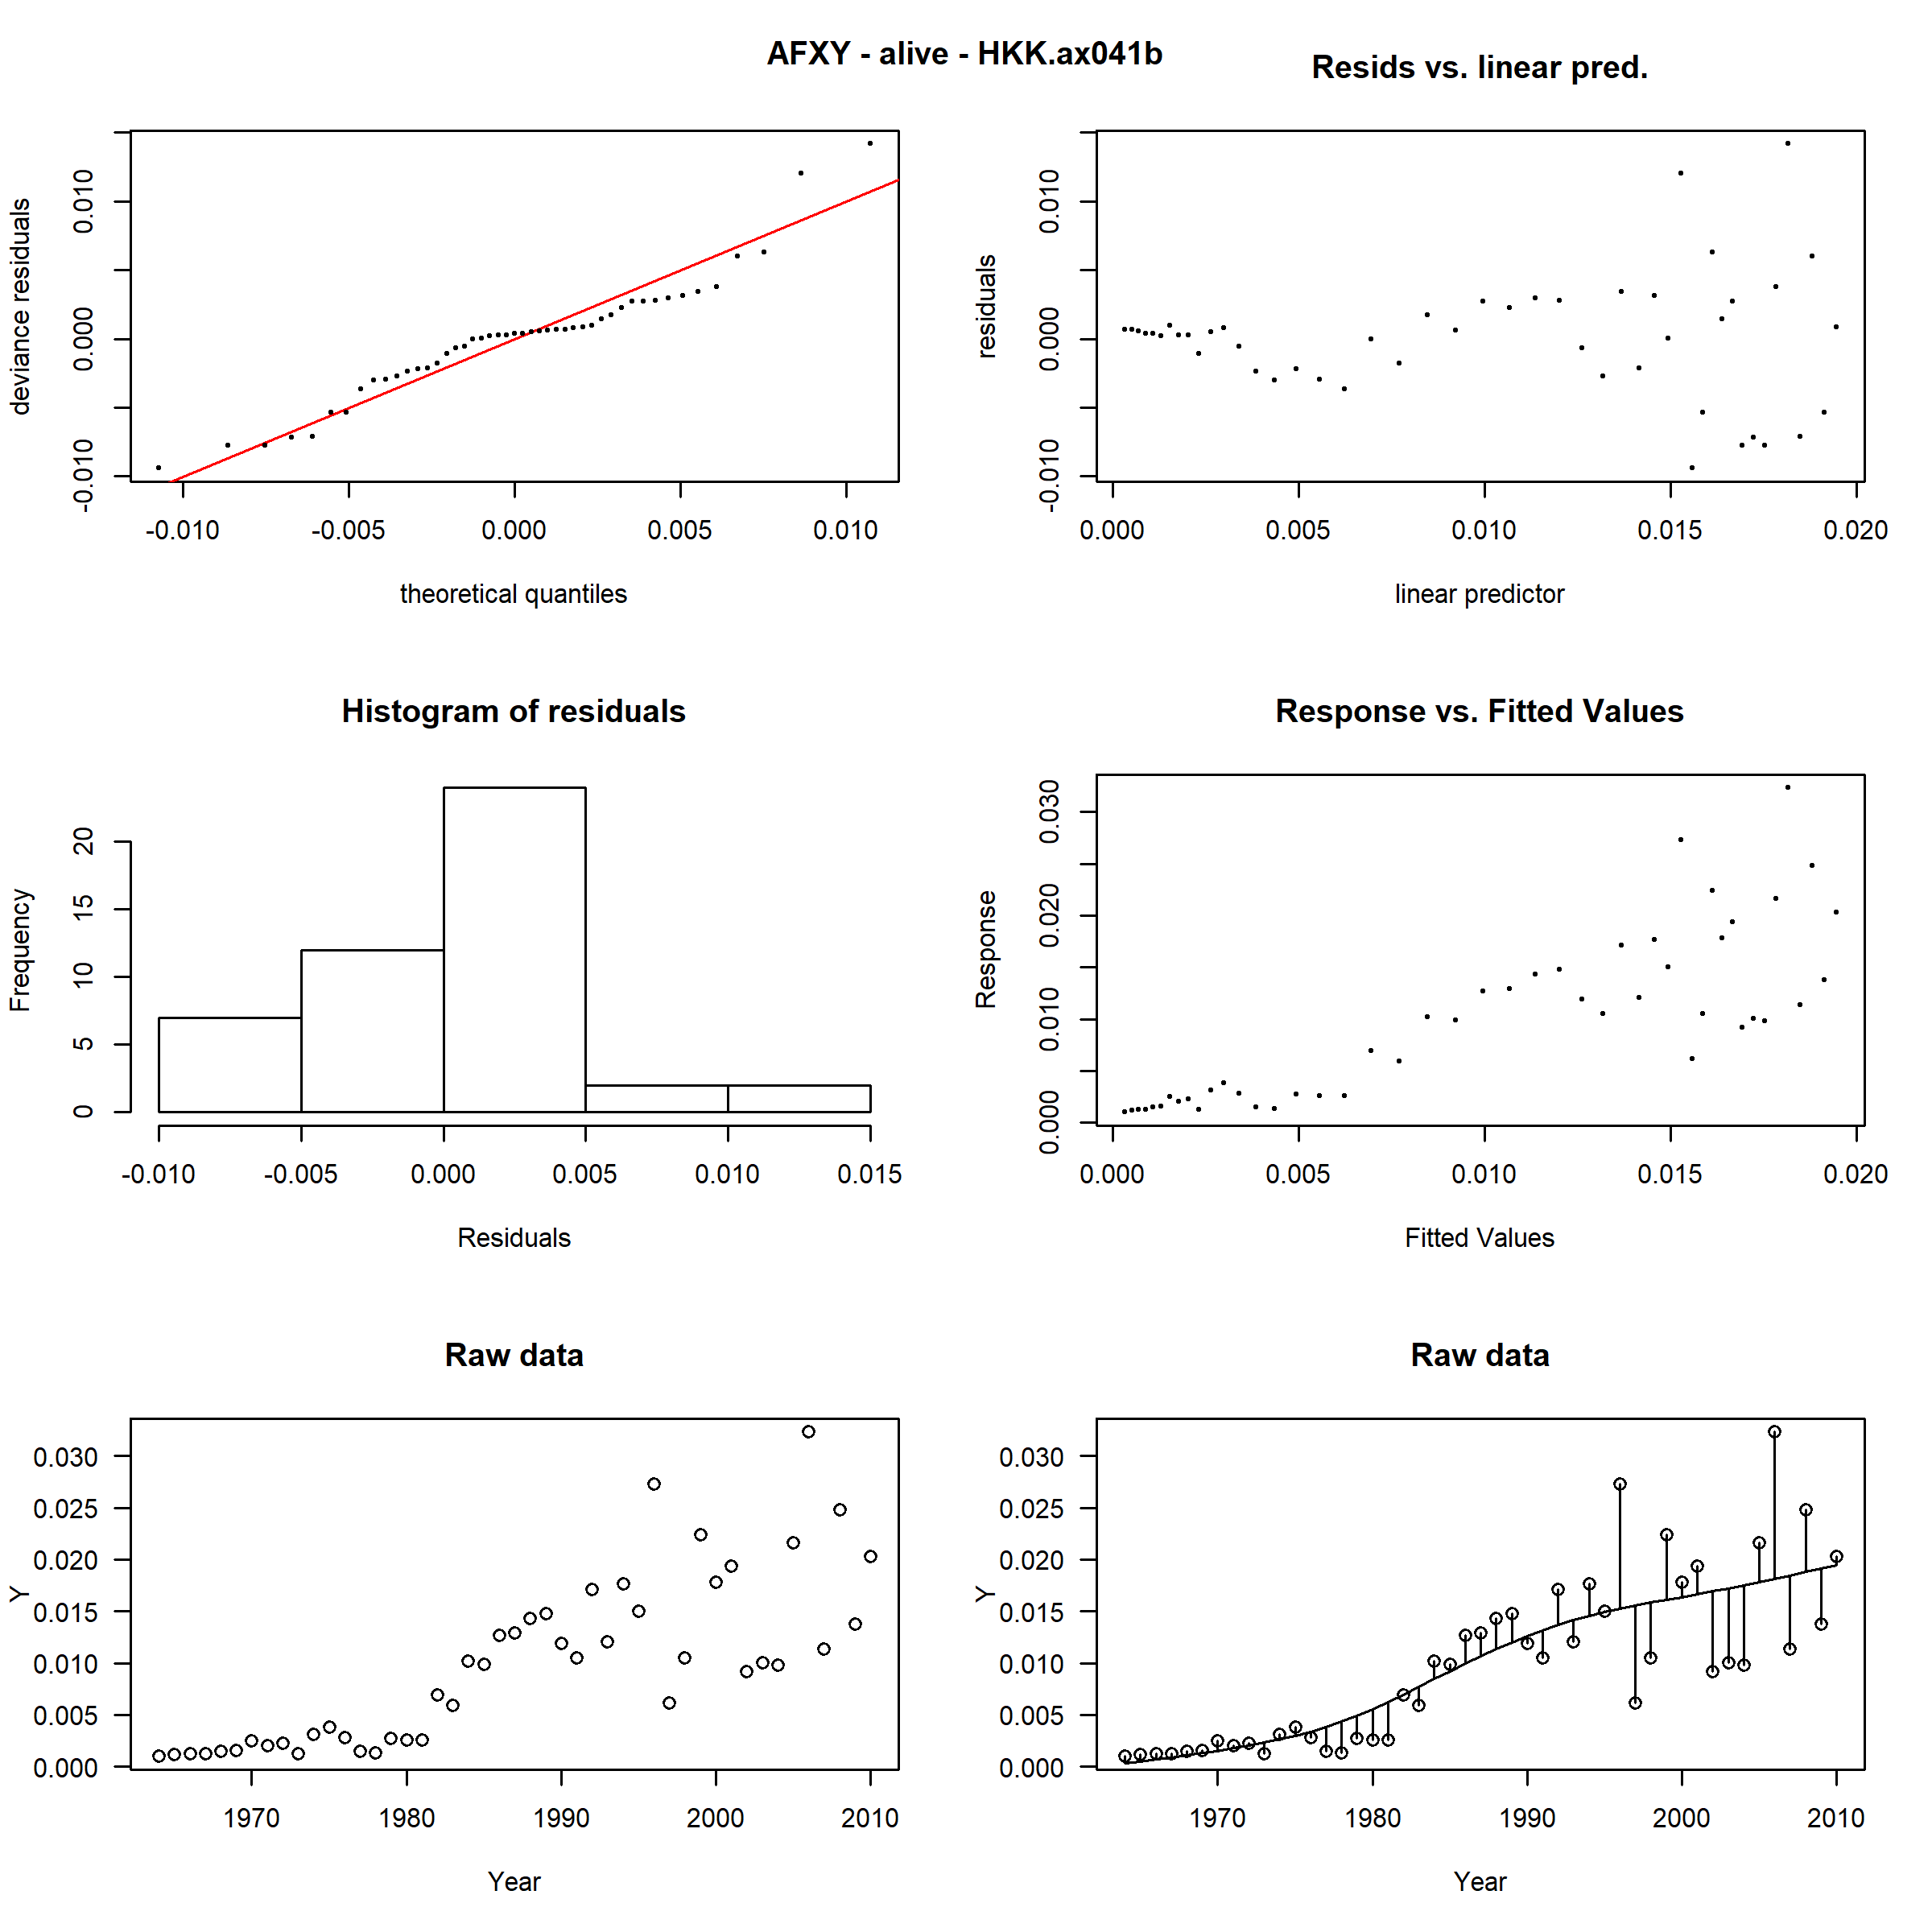 AFXY - alive - HKK.ax041b
Resids vs. linear pred.
deviance residuals
-0.010 0.000 0.010
-0.010 -0.005 0.000 0.005 0.010
theoretical quantiles
residuals
-0.010 0.000 0.010
0.000 0.005 0.010 0.015 0.020
linear predictor
Histogram of residuals
Frequency
0 5 10 15 20
-0.010 -0.005 0.000 0.005 0.010 0.015
Residuals
Response vs. Fitted Values
Response
0.000 0.010 0.020 0.030
0.000 0.005 0.010 0.015 0.020
Fitted Values
Raw data
Y
0.030
0.025
0.020
0.015
0.010
0.005
0.000
1970 1980 1990 2000 2010
Year
Raw data
Y
0.030
0.025
0.020
0.015
0.010
0.005
0.000
1970 1980 1990 2000 2010
Year